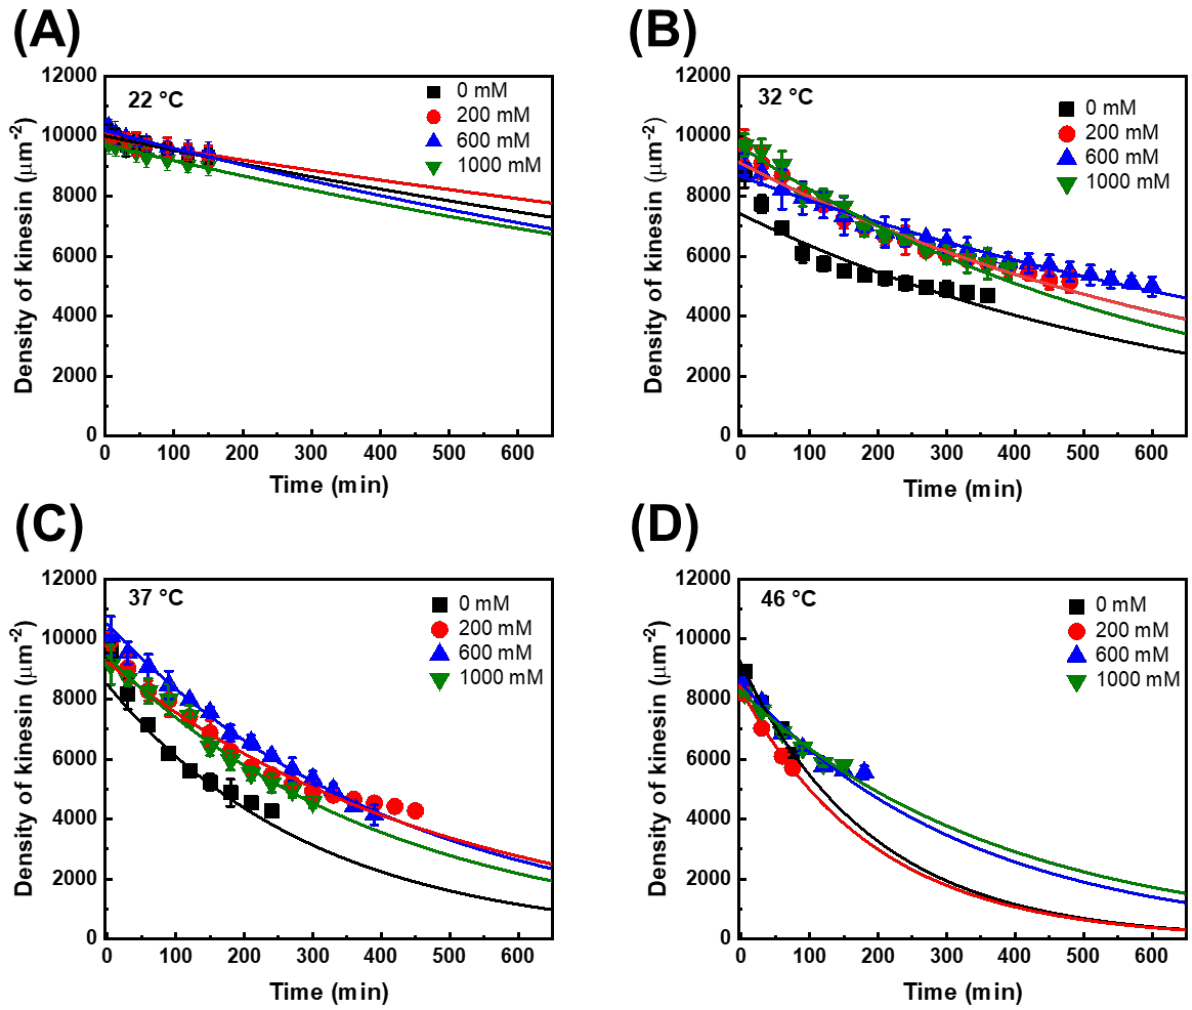 (A)
12000
10000
8000
6000
4000
2000
0
0 100 200 300 400 500 600
Density of kinesin (μm⁻²)
Time (min)
22 °C
0 mM
200 mM
600 mM
1000 mM
(B)
12000
10000
8000
6000
4000
2000
0
0 100 200 300 400 500 600
Density of kinesin (μm⁻²)
Time (min)
32 °C
0 mM
200 mM
600 mM
1000 mM
(C)
12000
10000
8000
6000
4000
2000
0
0 100 200 300 400 500 600
Density of kinesin (μm⁻²)
Time (min)
37 °C
0 mM
200 mM
600 mM
1000 mM
(D)
12000
10000
8000
6000
4000
2000
0
0 100 200 300 400 500 600
Density of kinesin (μm⁻²)
Time (min)
46 °C
0 mM
200 mM
600 mM
1000 mM